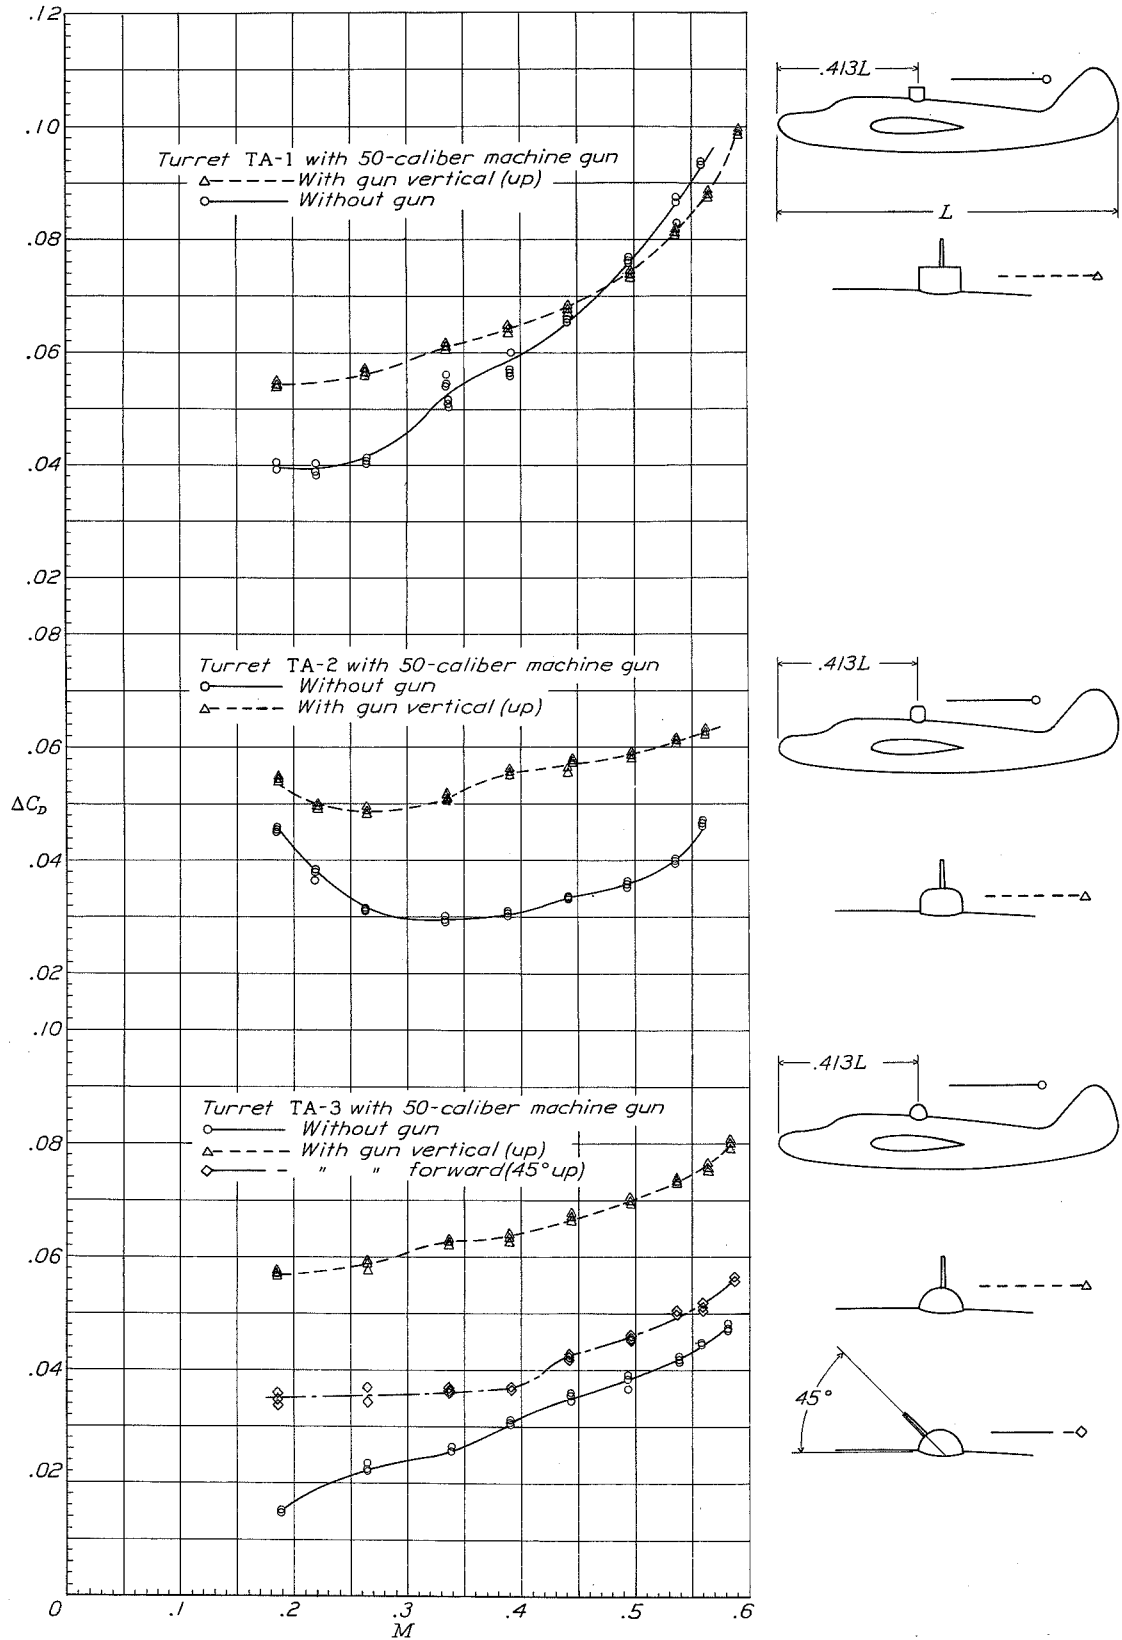 .12
.10
.08
.06
.04
.02
Turret TA-1 with 50-caliber machine gun
With gun vertical (up)
Without gun
.413L
L
.08
.06
ΔC_D
.04
.02
Turret TA-2 with 50-caliber machine gun
Without gun
With gun vertical (up)
.413L
.10
.08
.06
.04
.02
0
Turret TA-3 with 50-caliber machine gun
Without gun
With gun vertical (up)
" " forward (45° up)
.413L
45°
.1
.2
.3
.4
.5
.6
M